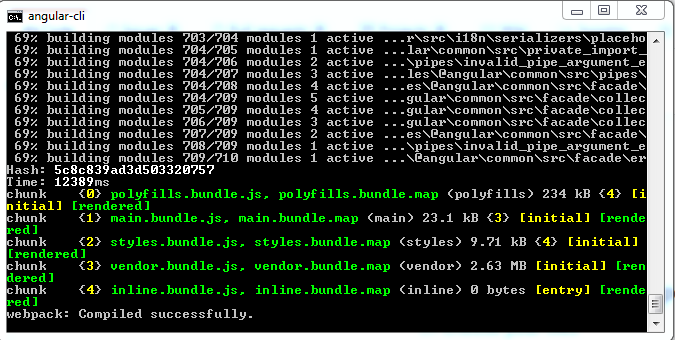 angular-cli
69% building modules 703/704 modules 1 active ...r\src\i18n\serializers\placeho
69% building modules 704/705 modules 1 active ...lar\common\src\private_import_
69% building modules 704/706 modules 2 active ...\pipes\invalid_pipe_argument_e
69% building modules 704/707 modules 3 active ...les\@angular\common\src\pipes\
69% building modules 704/708 modules 4 active ...es\@angular\common\src\facade\
69% building modules 704/709 modules 5 active ...gular\common\src\facade\collec
69% building modules 705/709 modules 4 active ...gular\common\src\facade\collec
69% building modules 706/709 modules 3 active ...gular\common\src\facade\collec
69% building modules 707/709 modules 2 active ...es\@angular\common\src\facade\
69% building modules 708/709 modules 1 active ...\pipes\invalid_pipe_argument_e
69% building modules 709/710 modules 1 active ...\@angular\common\src\facade\er
Hash: 5c8c839ad3d503320757
Time: 12389ms
chunk {0} polyfills.bundle.js, polyfills.bundle.map (polyfills) 234 kB {4} [i
nitial] [rendered]
chunk {1} main.bundle.js, main.bundle.map (main) 23.1 kB {3} [initial] [rende
red]
chunk {2} styles.bundle.js, styles.bundle.map (styles) 9.71 kB {4} [initial]
[rendered]
chunk {3} vendor.bundle.js, vendor.bundle.map (vendor) 2.63 MB [initial] [ren
dered]
chunk {4} inline.bundle.js, inline.bundle.map (inline) 0 bytes [entry] [rende
red]
webpack: Compiled successfully.